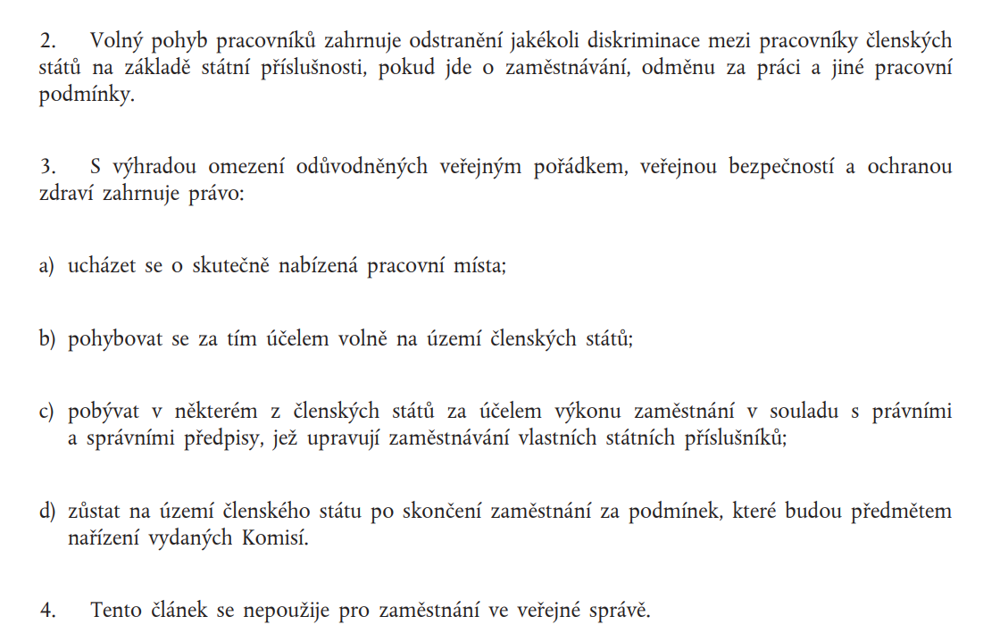 2. Volný pohyb pracovníků zahrnuje odstranění jakékoli diskriminace mezi pracovníky členských
států na základě státní příslušnosti, pokud jde o zaměstnávání, odměnu za práci a jiné pracovní
podmínky.
3. S výhradou omezení odůvodněných veřejným pořádkem, veřejnou bezpečností a ochranou
zdraví zahrnuje právo:
a) ucházet se o skutečně nabízená pracovní místa;
b) pohybovat se za tím účelem volně na území členských států;
c) pobývat v některém z členských států za účelem výkonu zaměstnání v souladu s právními
a správními předpisy, jež upravují zaměstnávání vlastních státních příslušníků;
d) zůstat na území členského státu po skončení zaměstnání za podmínek, které budou předmětem
nařízení vydaných Komisí.
4. Tento článek se nepoužije pro zaměstnání ve veřejné správě.